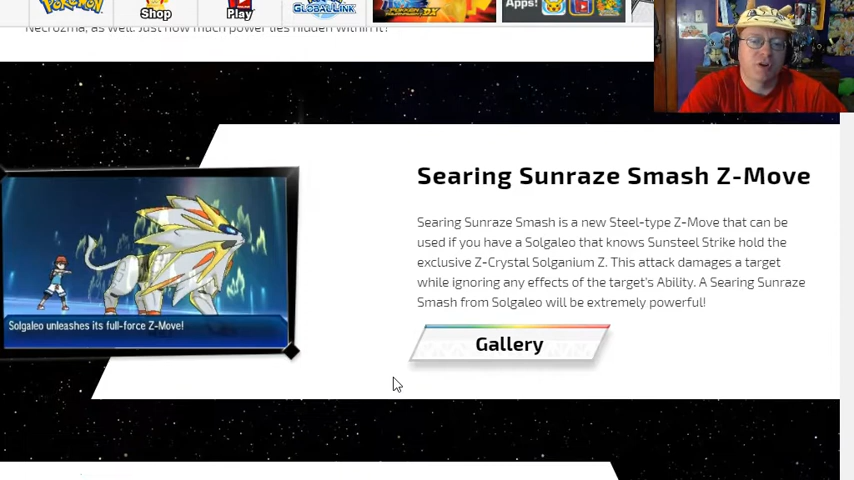 POKéMON
Shop
Play
GLOBAL LINK
Apps!
Necrozma, as well. Just how much power lies hidden within it?
Searing Sunraze Smash Z-Move
Searing Sunraze Smash is a new Steel-type Z-Move that can be
used if you have a Solgaleo that knows Sunsteel Strike hold the
exclusive Z-Crystal Solganium Z. This attack damages a target
while ignoring any effects of the target's Ability. A Searing Sunraze
Smash from Solgaleo will be extremely powerful!
Solgaleo unleashes its full-force Z-Move!
Gallery